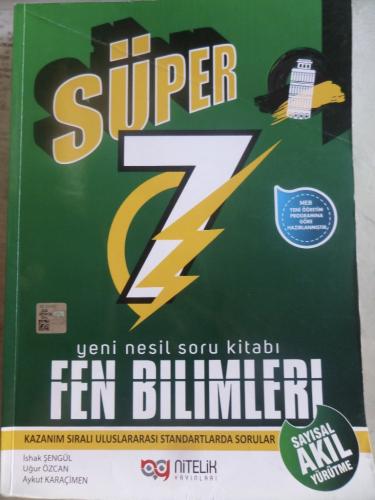 SÜPER
7
MEB
YENİ ÖĞRETİM
PROGRAMINA
GÖRE
HAZIRLANMIŞTIR.
yeni nesil soru kitabı
FEN BİLİMLERİ
KAZANIM SIRALI ULUSLARARASI STANDARTLARDA SORULAR
İshak ŞENGÜL
Uğur ÖZCAN
Aykut KARAÇİMEN
NİTELİK
YAYINLARI
SAYISAL
AKIL
YÜRÜTME